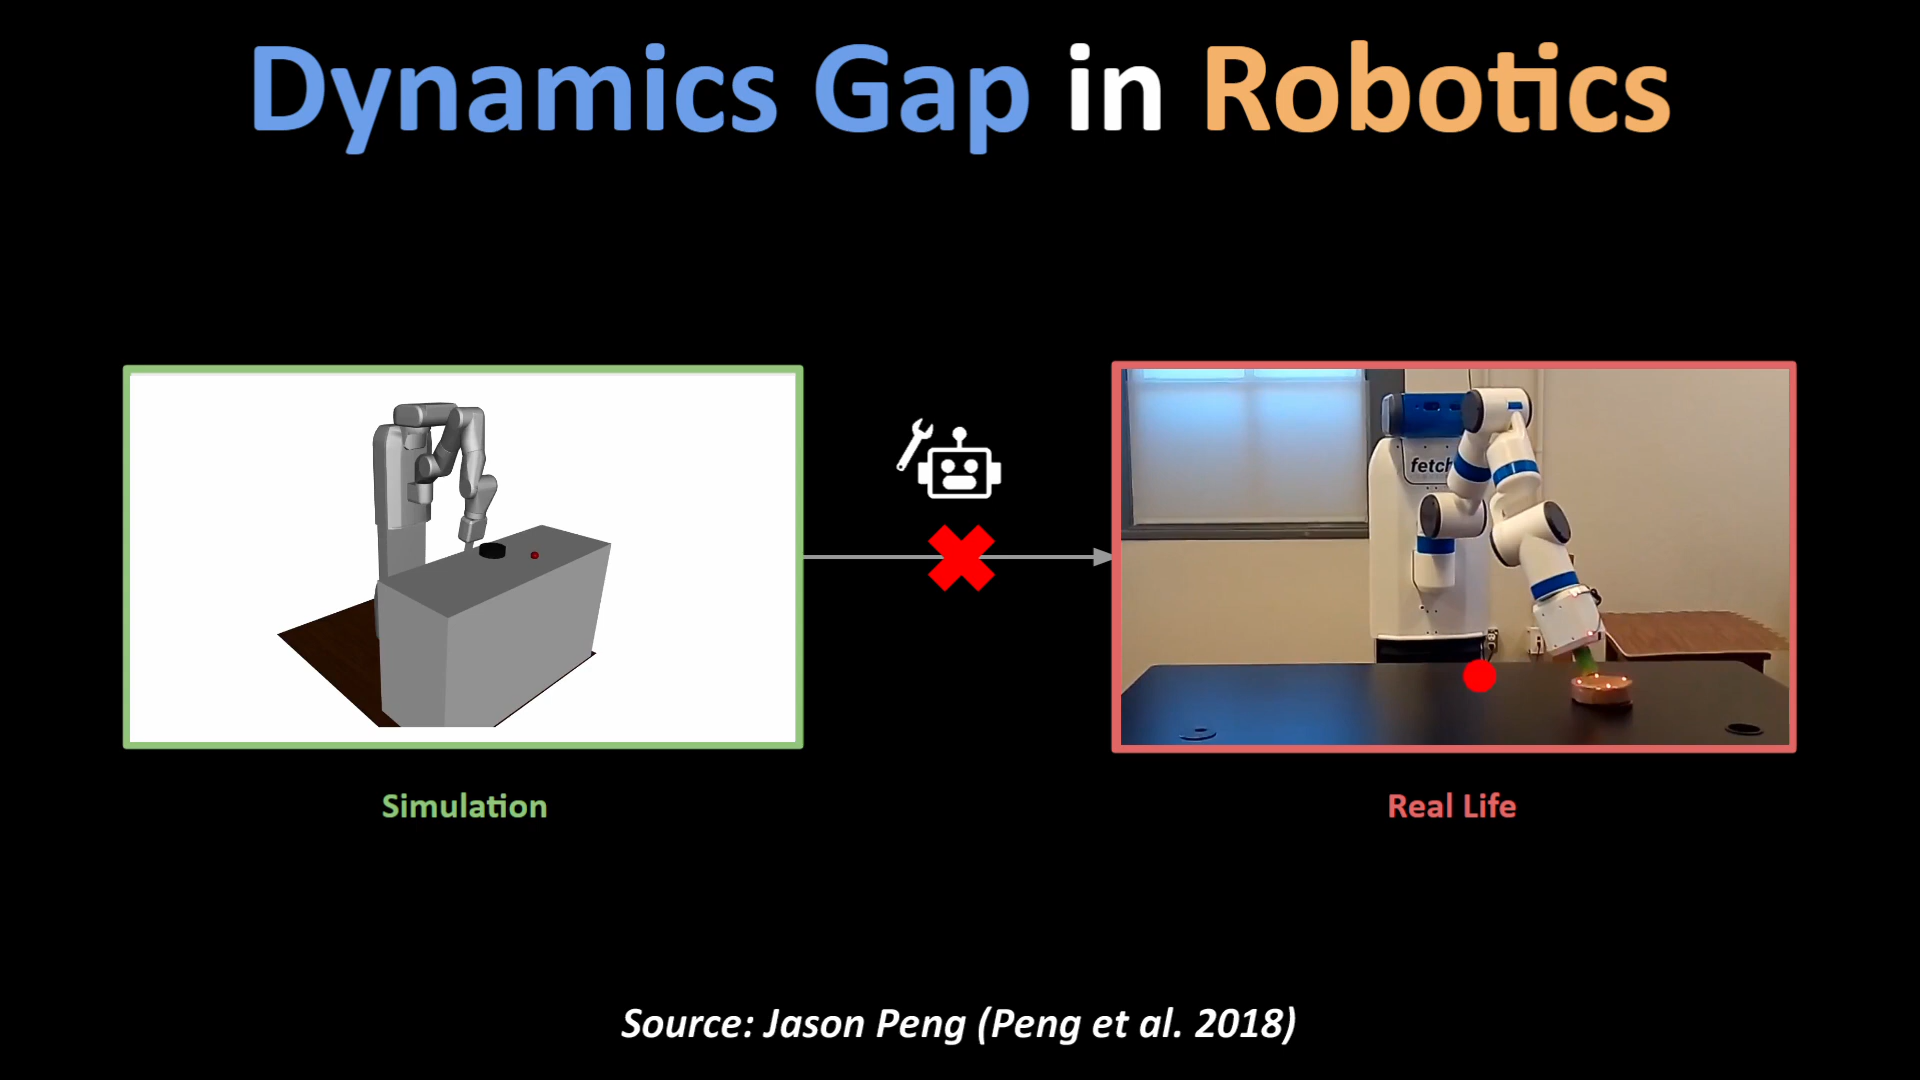 Dynamics Gap in Robotics
fetch
Simulation
Real Life
Source: Jason Peng (Peng et al. 2018)